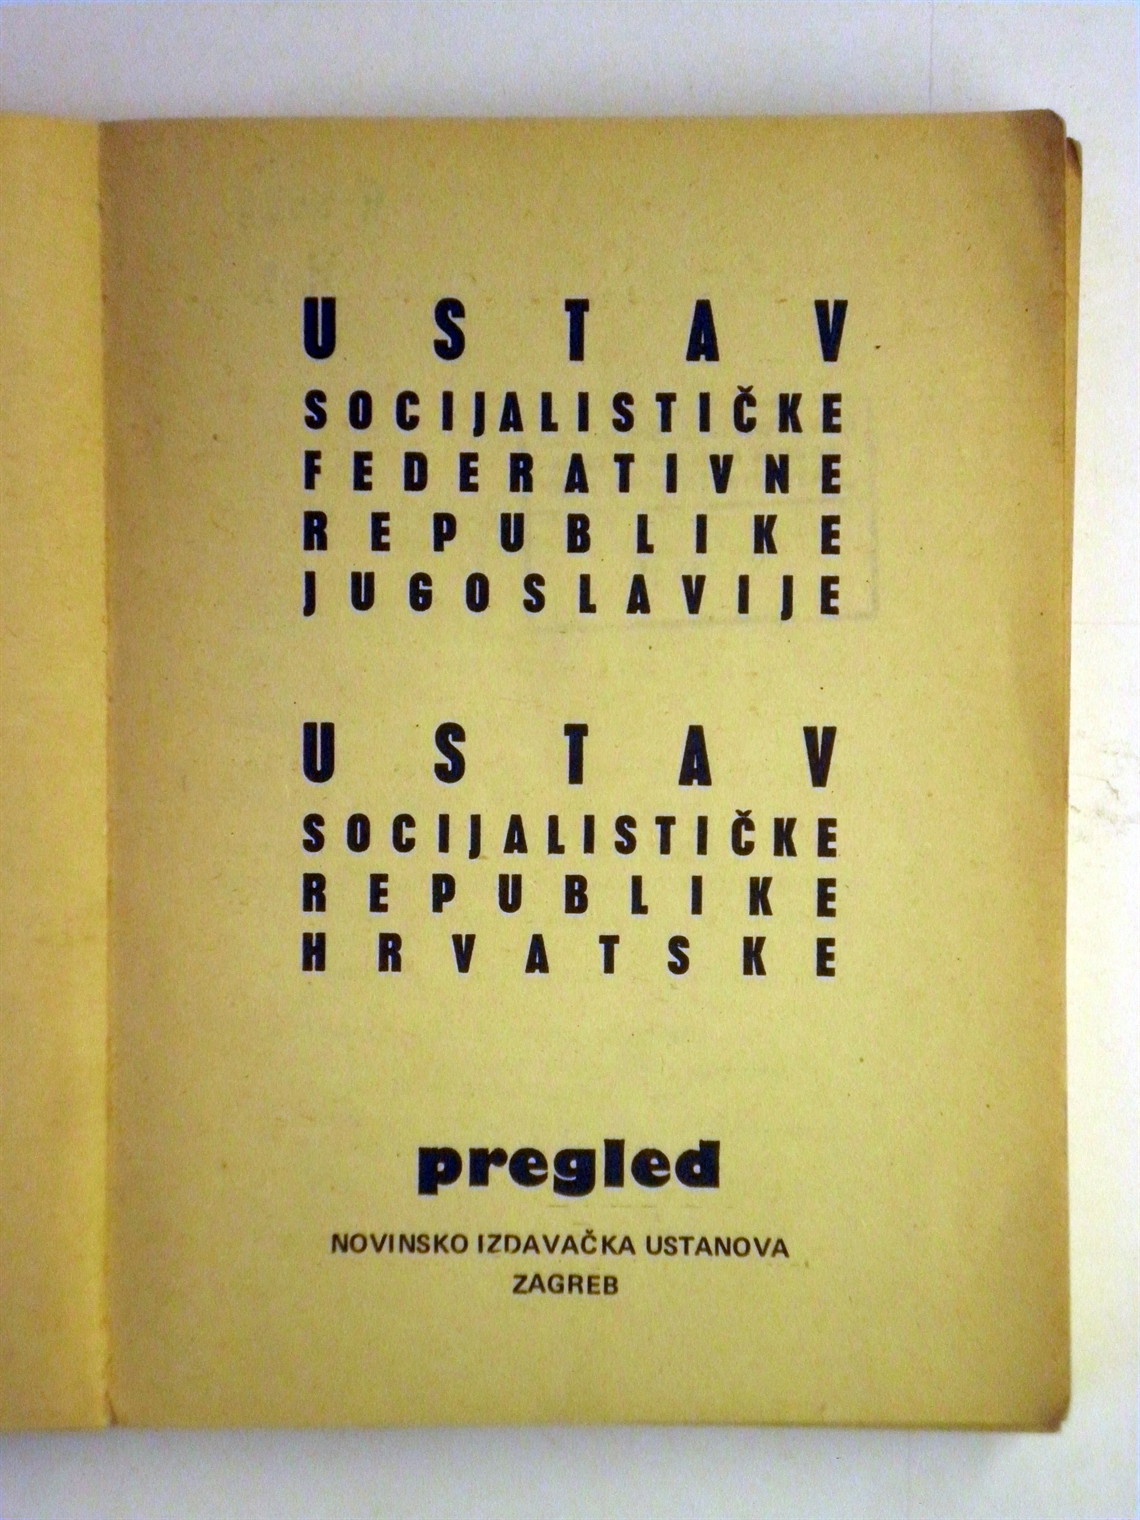 USTAV
SOCIJALISTIČKE
FEDERATIVNE
REPUBLIKE
JUGOSLAVIJE
USTAV
SOCIJALISTIČKE
REPUBLIKE
HRVATSKE
pregled
NOVINSKO IZDAVAČKA USTANOVA
ZAGREB